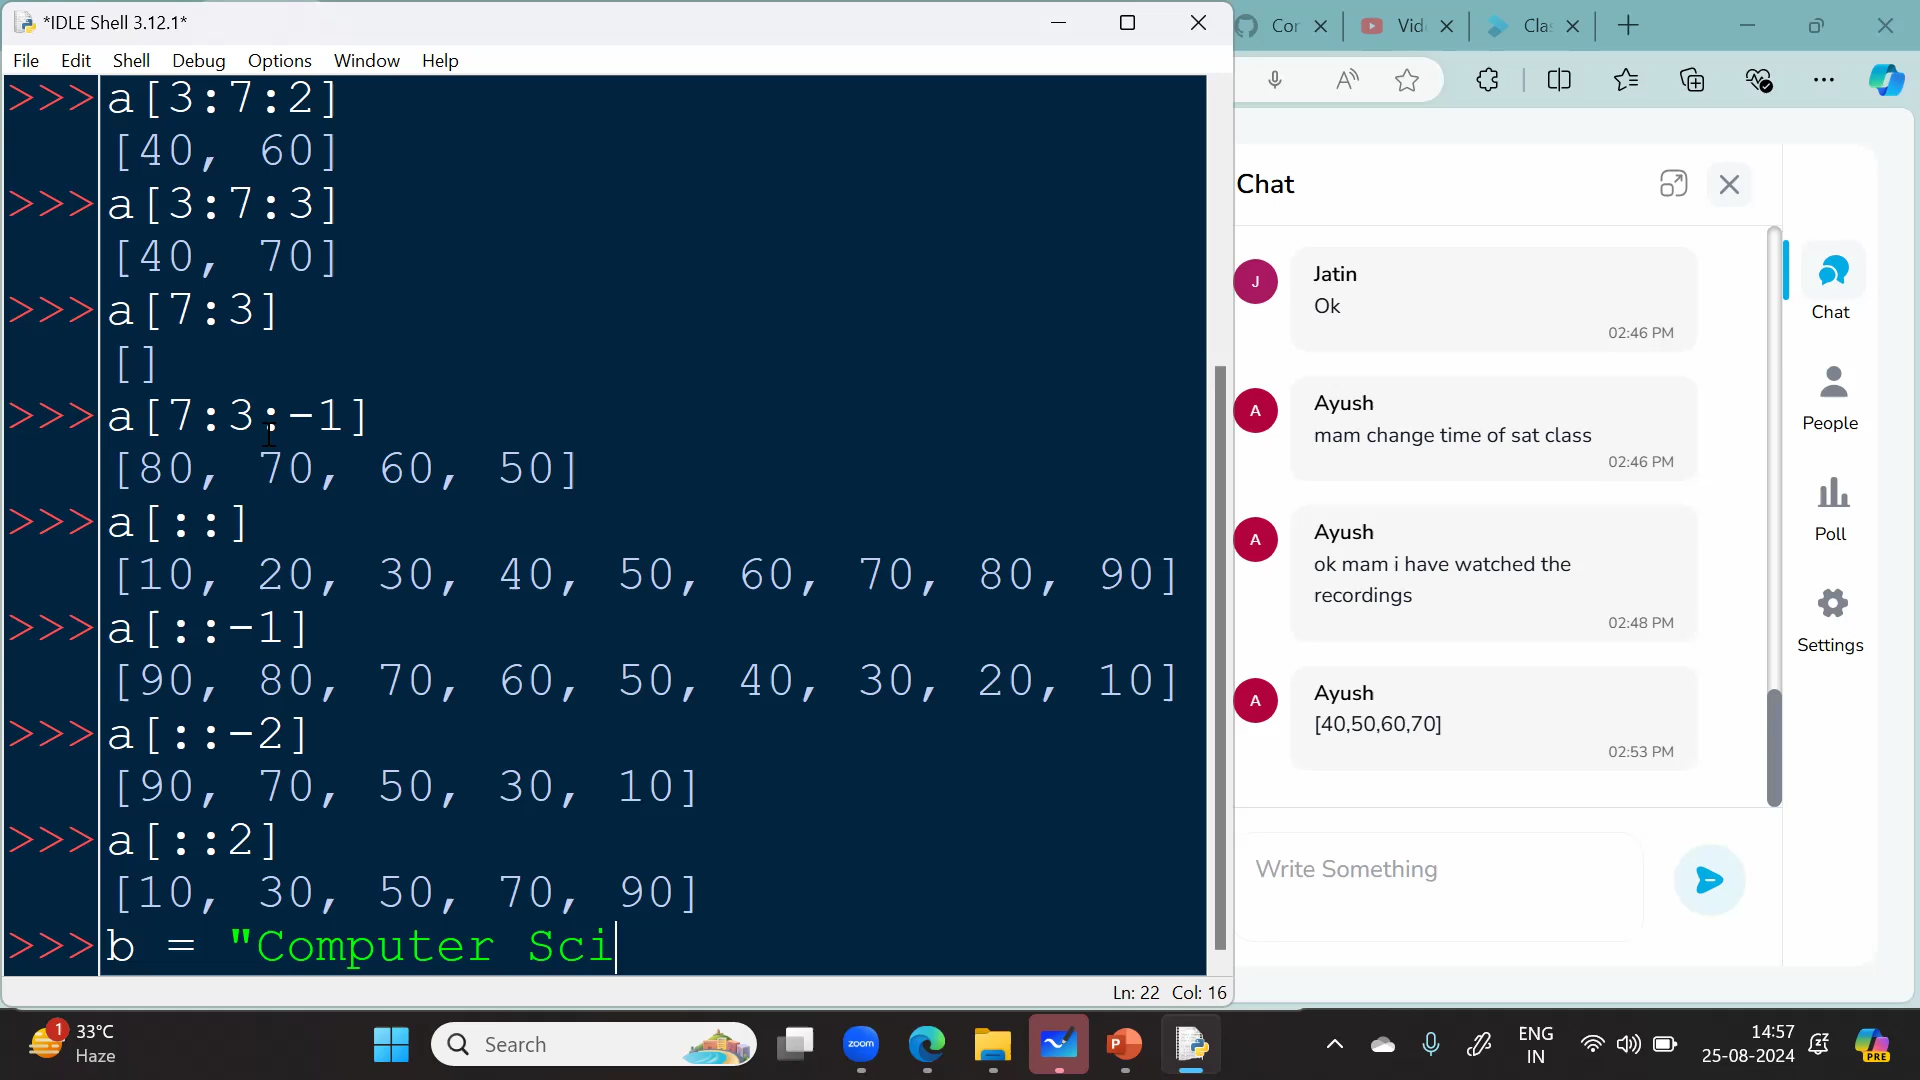 *IDLE Shell 3.12.1*
File Edit Shell Debug Options Window Help
>>> a[3:7:2]
[40, 60]
>>> a[3:7:3]
[40, 70]
>>> a[7:3]
[]
>>> a[7:3:-1]
[80, 70, 60, 50]
>>> a[::]
[10, 20, 30, 40, 50, 60, 70, 80, 90]
>>> a[::-1]
[90, 80, 70, 60, 50, 40, 30, 20, 10]
>>> a[::-2]
[90, 70, 50, 30, 10]
>>> a[::2]
[10, 30, 50, 70, 90]
>>> b = "Computer Sci
Ln: 22 Col: 16
Cor
Vid
Clas
Chat
J
Jatin
Ok
02:46 PM
A
Ayush
mam change time of sat class
02:46 PM
A
Ayush
ok mam i have watched the
recordings
02:48 PM
A
Ayush
[40,50,60,70]
02:53 PM
Write Something
Chat
People
Poll
Settings
1
33°C
Haze
Search
zoom
P
ENG
IN
14:57
25-08-2024
PRE